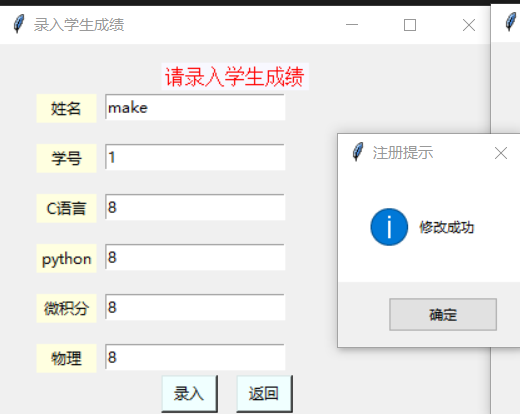 录入学生成绩
请录入学生成绩
姓名 make
学号 1
C语言 8
python 8
微积分 8
物理 8
录入 返回
注册提示
修改成功
确定